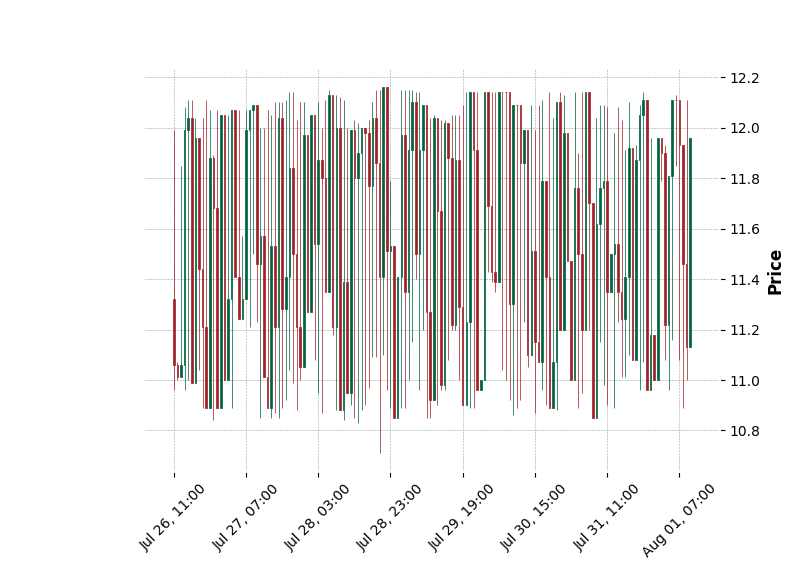 12.2
12.0
11.8
11.6
11.4
11.2
11.0
10.8
Price
Jul 26, 11:00
Jul 27, 07:00
Jul 28, 03:00
Jul 28, 23:00
Jul 29, 19:00
Jul 30, 15:00
Jul 31, 11:00
Aug 01, 07:00